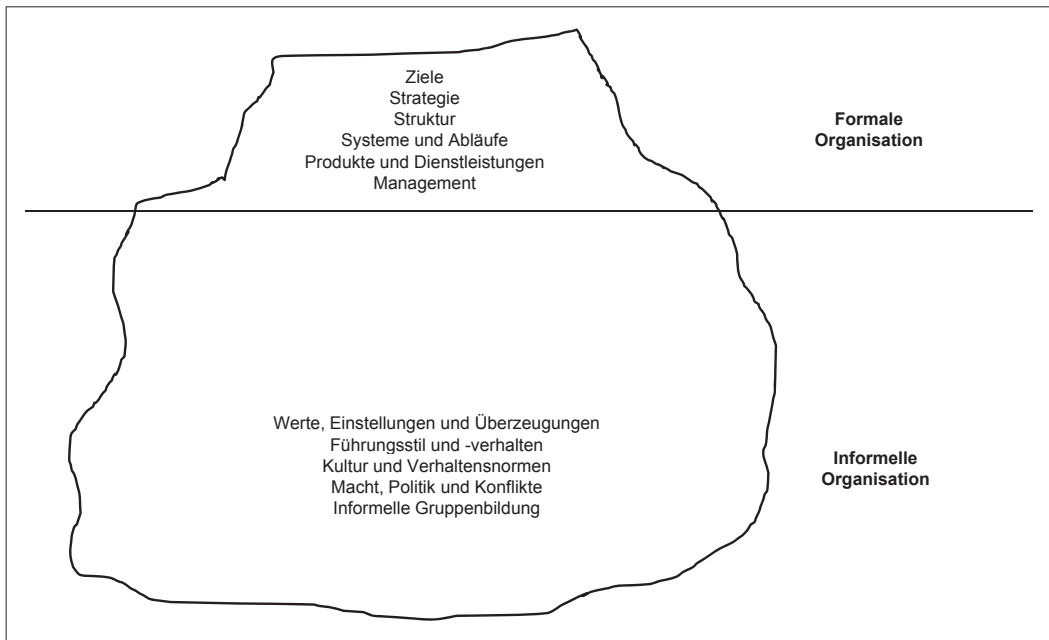 Ziele
Strategie
Struktur
Systeme und Abläufe
Produkte und Dienstleistungen
Management
Formale
Organisation
Werte, Einstellungen und Überzeugungen
Führungsstil und -verhalten
Kultur und Verhaltensnormen
Macht, Politik und Konflikte
Informelle Gruppenbildung
Informelle
Organisation